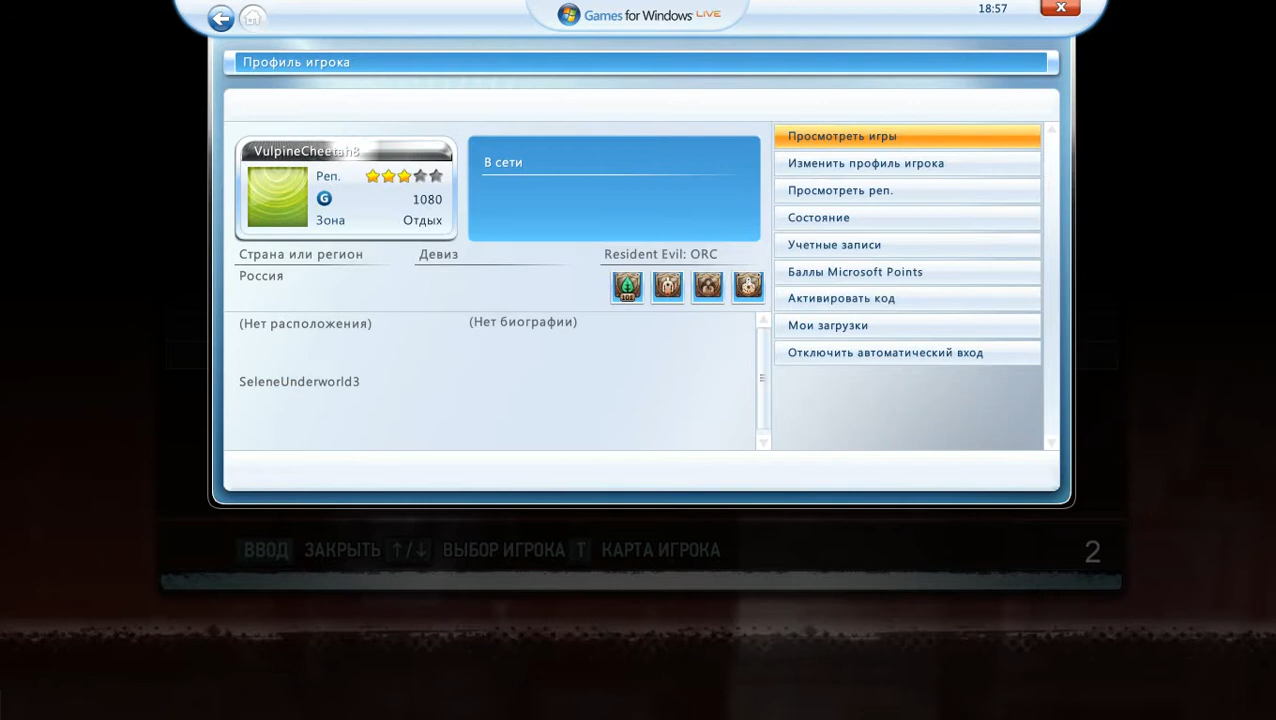 Games for Windows LIVE
18:57
x
Профиль игрока
VulpineCheetah8
Реп.
G
1080
Зона
Отдых
В сети
Страна или регион
Девиз
Resident Evil: ORC
Россия
(Нет расположения)
(Нет биографии)
SeleneUnderworld3
Просмотреть игры
Изменить профиль игрока
Просмотреть реп.
Состояние
Учетные записи
Баллы Microsoft Points
Активировать код
Мои загрузки
Отключить автоматический вход
ВВОД ЗАКРЫТЬ ↑/↓ ВЫБОР ИГРОКА T КАРТА ИГРОКА
2